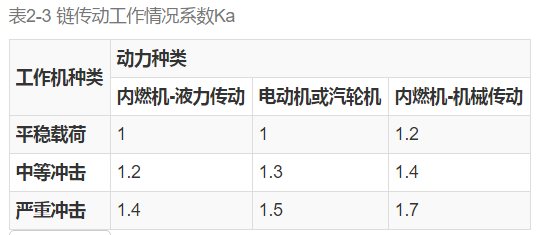 表2-3 链传动工作情况系数Ka
工作机种类 动力种类
内燃机-液力传动 电动机或汽轮机 内燃机-机械传动
平稳载荷 1 1 1.2
中等冲击 1.2 1.3 1.4
严重冲击 1.4 1.5 1.7